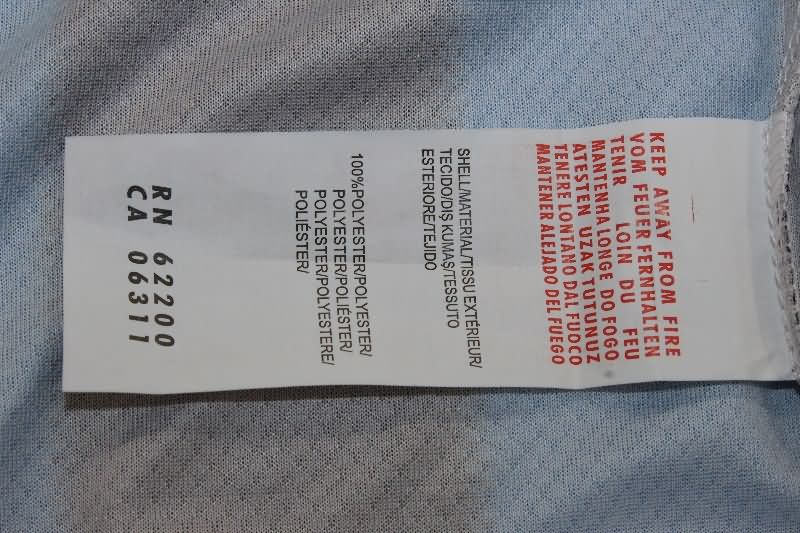 KEEP AWAY FROM FIRE
VOM FEUER FERNHALTEN
TENIR LOIN DU FEU
MANTENHA LONGE DO FOGO
ATESTEN UZAK TUTUNUZ
TENERE LONTANO DAL FUOCO
MANTENER ALEJADO DEL FUEGO
SHELL/MATERIAL/TISSU EXTÉRIEUR/
TECIDO/DIŞ KUMAŞ/TESSUTO
ESTERIORE/TEJIDO
100%POLYESTER/POLYESTER/
POLYESTER/POLIÉSTER/
POLYESTER/POLYESTERE/
POLIÉSTER/
RN 62200
CA 06311